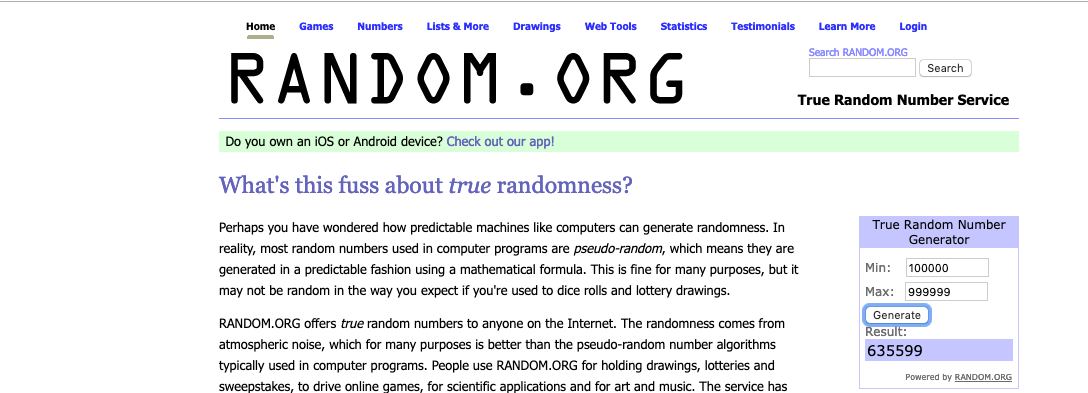 Home Games Numbers Lists & More Drawings Web Tools Statistics Testimonials Learn More Login
RANDOM.ORG
Search RANDOM.ORG
Search
True Random Number Service
Do you own an iOS or Android device? Check out our app!
What's this fuss about true randomness?
Perhaps you have wondered how predictable machines like computers can generate randomness. In
reality, most random numbers used in computer programs are pseudo-random, which means they are
generated in a predictable fashion using a mathematical formula. This is fine for many purposes, but it
may not be random in the way you expect if you're used to dice rolls and lottery drawings.
RANDOM.ORG offers true random numbers to anyone on the Internet. The randomness comes from
atmospheric noise, which for many purposes is better than the pseudo-random number algorithms
typically used in computer programs. People use RANDOM.ORG for holding drawings, lotteries and
sweepstakes, to drive online games, for scientific applications and for art and music. The service has
True Random Number
Generator
Min: 100000
Max: 999999
Generate
Result:
635599
Powered by RANDOM.ORG